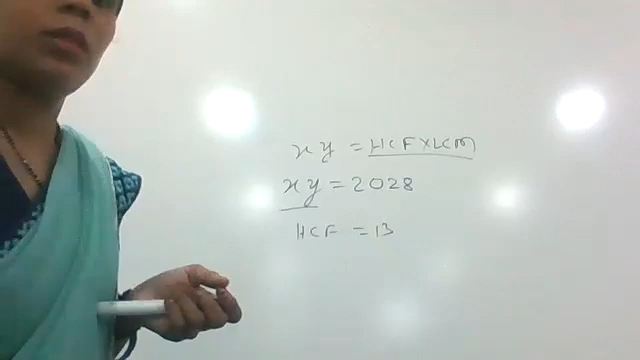 xy = HCF×LCM
xy = 2028
HCF = 13